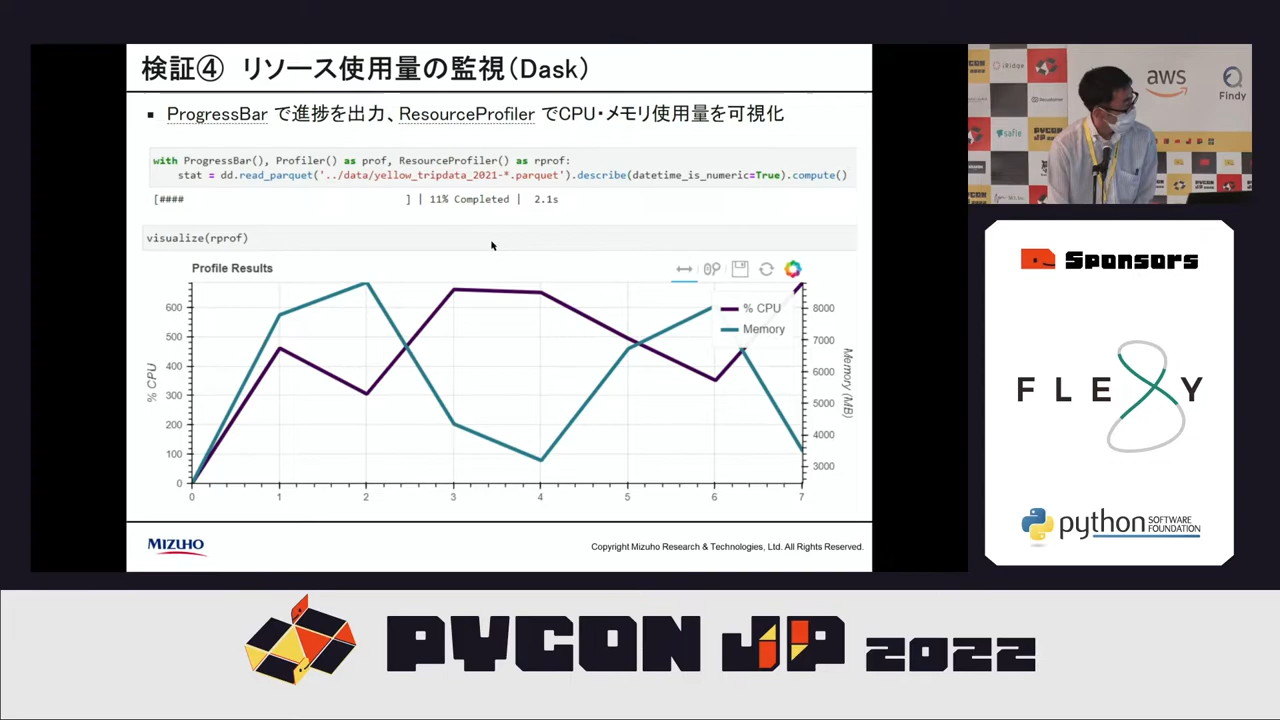 検証④ リソース使用量の監視（Dask）
▪ ProgressBar で進捗を出力、ResourceProfiler でCPU・メモリ使用量を可視化
with ProgressBar(), Profiler() as prof, ResourceProfiler() as rprof:
stat = dd.read_parquet('../data/yellow_tripdata_2021-*.parquet').describe(datetime_is_numeric=True).compute()
[#### ] | 11% Completed | 2.1s
visualize(rprof)
Profile Results
% CPU
Memory
600
500
400
300
200
100
0
% CPU
8000
7000
6000
5000
4000
3000
Memory (MB)
0 1 2 3 4 5 6 7
MIZUHO
Copyright Mizuho Research & Technologies, Ltd. All Rights Reserved.
iRidge
aws
Findy
safie
Sponsors
FLEXY
python SOFTWARE FOUNDATION
PYCON JP 2022